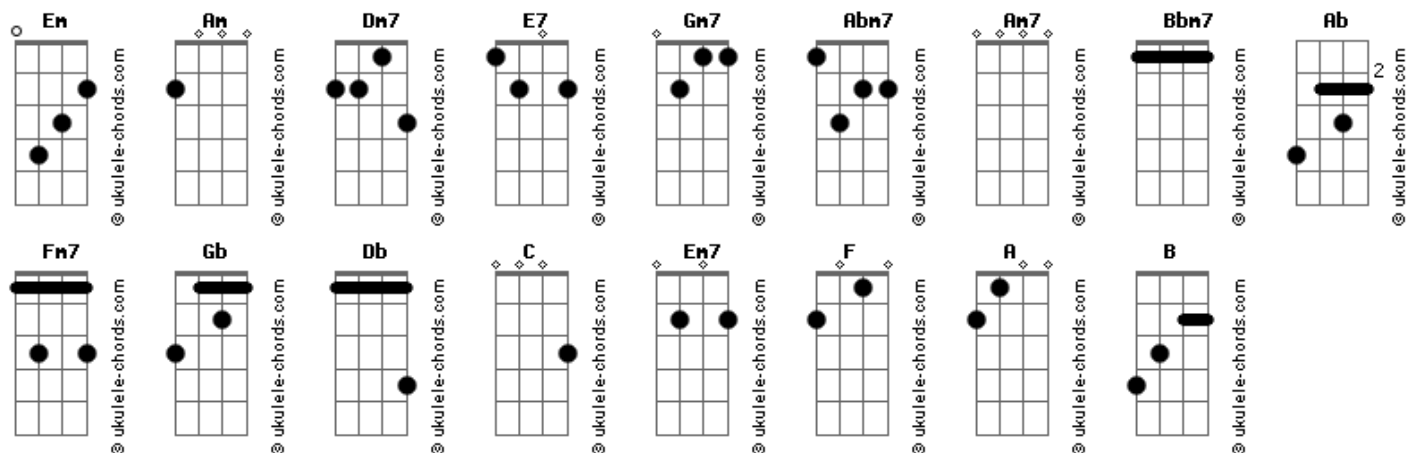 Em Am Dm7 E7 Gm7 Abm7 Am7 Bbm7 Ab
2
© ukulele-chords.com © ukulele-chords.com © ukulele-chords.com © ukulele-chords.com © ukulele-chords.com © ukulele-chords.com © ukulele-chords.com © ukulele-chords.com © ukulele-chords.com
Fm7 Gb Db C Em7 F A B
© ukulele-chords.com © ukulele-chords.com © ukulele-chords.com © ukulele-chords.com © ukulele-chords.com © ukulele-chords.com © ukulele-chords.com © ukulele-chords.com